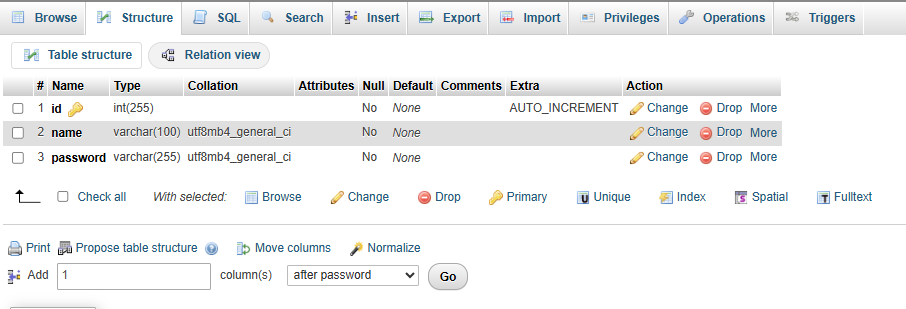 Browse Structure SQL Search Insert Export Import Privileges Operations Triggers
Table structure Relation view
# Name Type Collation Attributes Null Default Comments Extra Action
1 id int(255) No None AUTO_INCREMENT Change Drop More
2 name varchar(100) utf8mb4_general_ci No None Change Drop More
3 password varchar(255) utf8mb4_general_ci No None Change Drop More
Check all With selected: Browse Change Drop Primary Unique Index Spatial Fulltext
Print Propose table structure Move columns Normalize
Add 1 column(s) after password Go